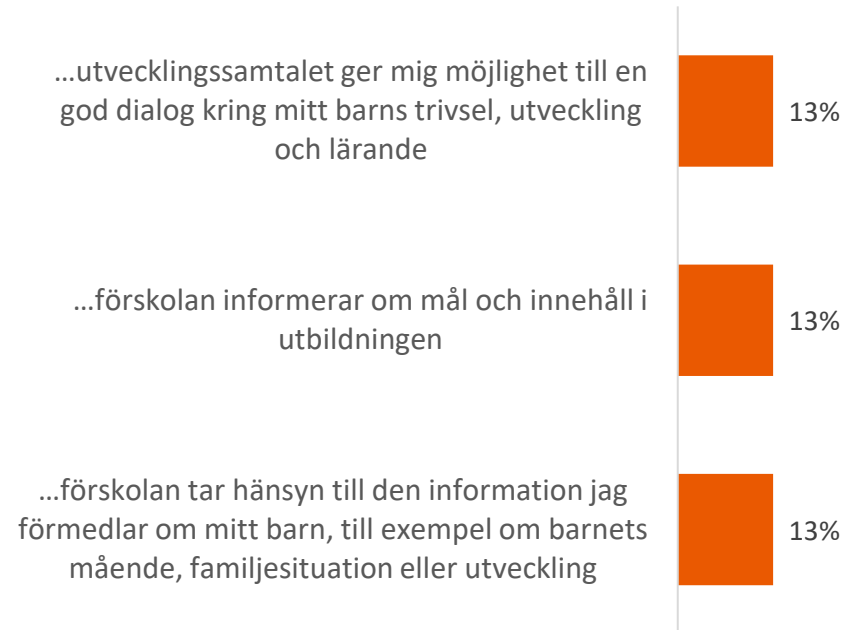 ...utvecklingssamtalet ger mig möjlighet till en
god dialog kring mitt barns trivsel, utveckling
och lärande
13%
...förskolan informerar om mål och innehåll i
utbildningen
13%
...förskolan tar hänsyn till den information jag
förmedlar om mitt barn, till exempel om barnets
mående, familjesituation eller utveckling
13%